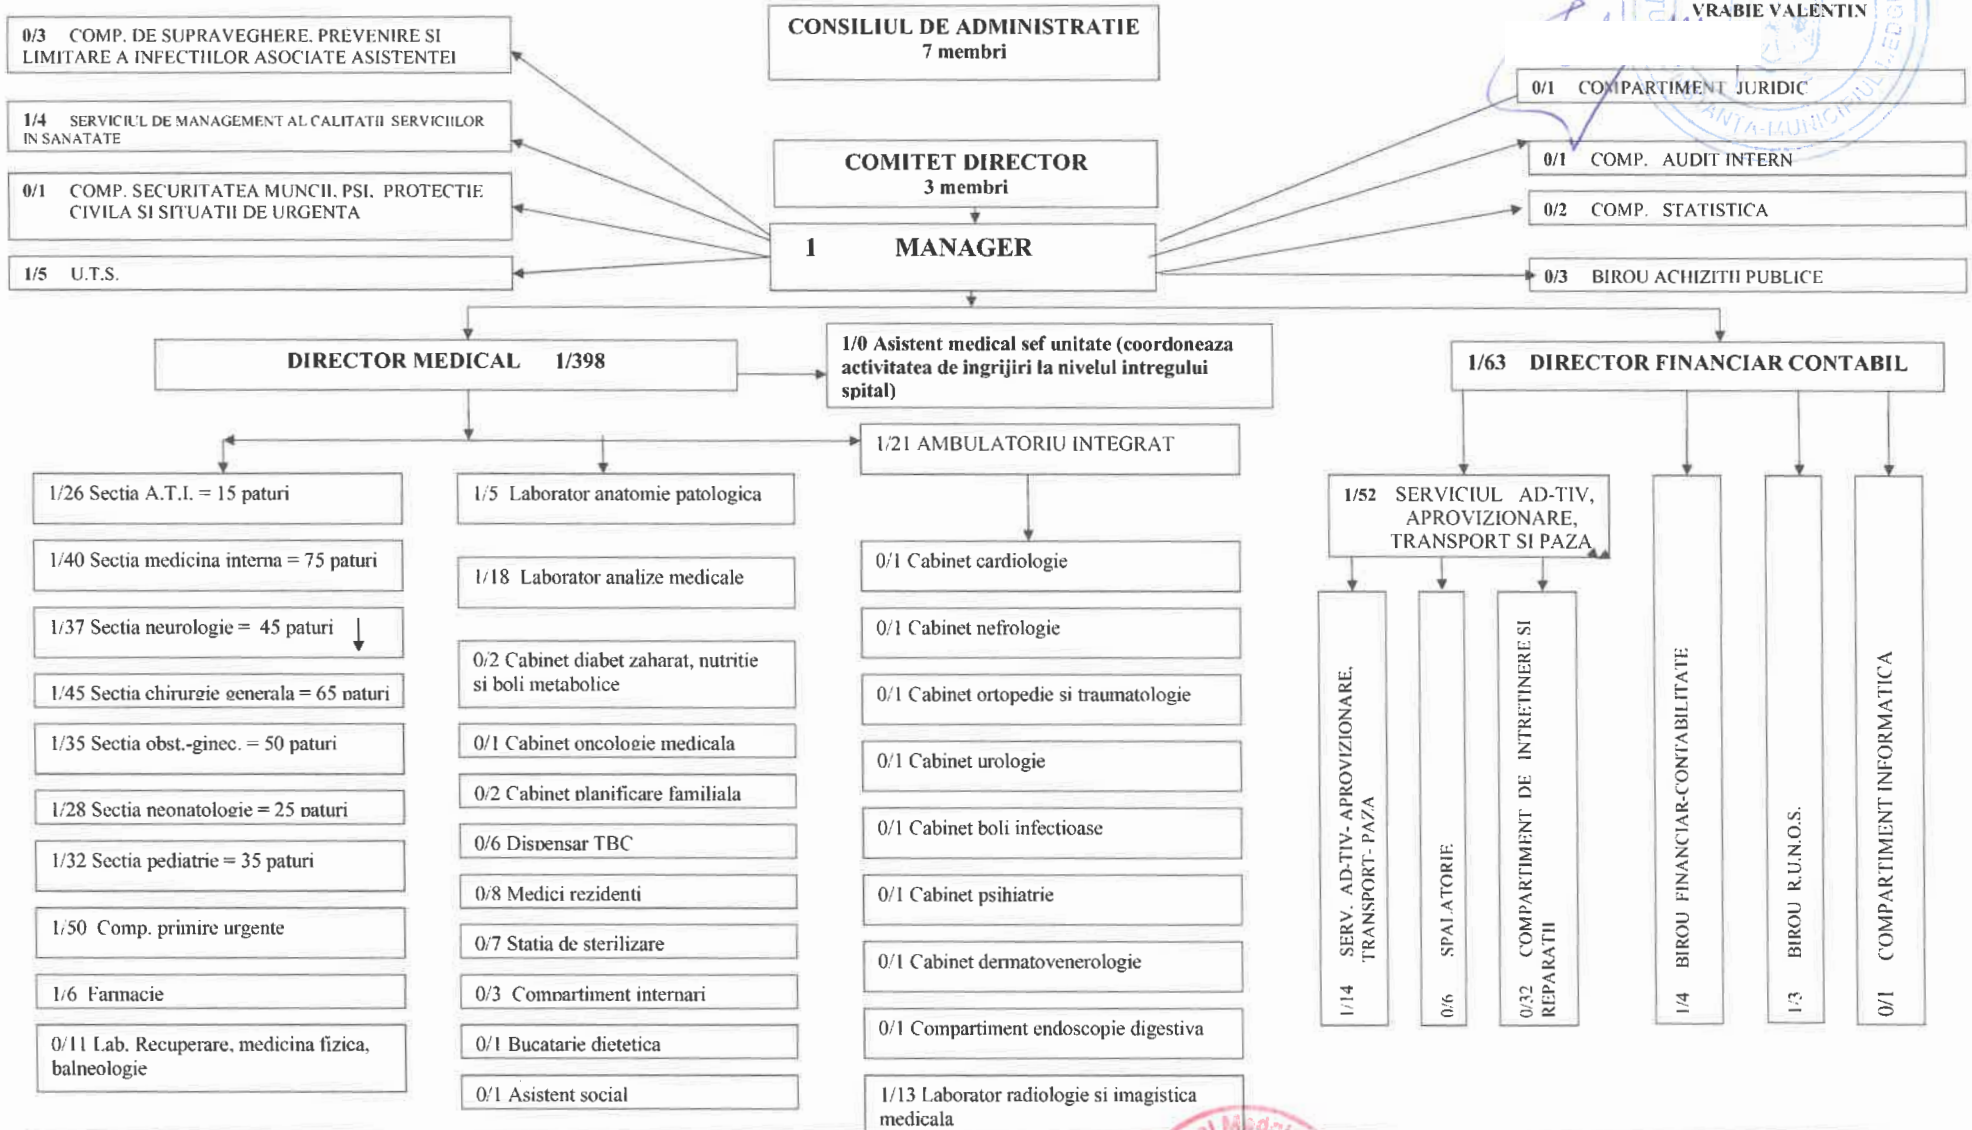 VRABIE VALENTIN
CONSILIUL DE ADMINISTRATIE
7 membri
0/3 COMP. DE SUPRAVEGHERE, PREVENIRE SI
LIMITARE A INFECTIILOR ASOCIATE ASISTENTEI
1/4 SERVICIUL DE MANAGEMENT AL CALITATII SERVICIILOR
IN SANATATE
0/1 COMP. SECURITATEA MUNCII, PSI, PROTECTIE
CIVILA SI SITUATII DE URGENTA
1/5 U.T.S.
COMITET DIRECTOR
3 membri
1 MANAGER
0/1 COMPARTIMENT JURIDIC
0/1 COMP. AUDIT INTERN
0/2 COMP. STATISTICA
0/3 BIROU ACHIZITII PUBLICE
DIRECTOR MEDICAL 1/398
1/0 Asistent medical sef unitate (coordoneaza
activitatea de ingrijiri la nivelul intregului
spital)
1/63 DIRECTOR FINANCIAR CONTABIL
1/26 Sectia A.T.I. = 15 paturi
1/40 Sectia medicina interna = 75 paturi
1/37 Sectia neurologie = 45 paturi
1/45 Sectia chirurgie generala = 65 paturi
1/35 Sectia obst.-ginec. = 50 paturi
1/28 Sectia neonatologie = 25 paturi
1/32 Sectia pediatrie = 35 paturi
1/50 Comp. primire urgente
1/6 Farmacie
0/11 Lab. Recuperare, medicina fizica,
balneologie
1/5 Laborator anatomie patologica
1/18 Laborator analize medicale
0/2 Cabinet diabet zaharat, nutritie
si boli metabolice
0/1 Cabinet oncologie medicala
0/2 Cabinet planificare familiala
0/6 Dispensar TBC
0/8 Medici rezidenti
0/7 Statia de sterilizare
0/3 Compartiment internari
0/1 Bucatarie dietetica
0/1 Asistent social
1/21 AMBULATORIU INTEGRAT
0/1 Cabinet cardiologie
0/1 Cabinet nefrologie
0/1 Cabinet ortopedie si traumatologie
0/1 Cabinet urologie
0/1 Cabinet boli infectioase
0/1 Cabinet psihiatrie
0/1 Cabinet dermatovenerologie
0/1 Compartiment endoscopie digestiva
1/13 Laborator radiologie si imagistica
medicala
1/52 SERVICIUL AD-TIV,
APROVIZIONARE,
TRANSPORT SI PAZA
1/14 SERV. AD-TIV- APROVIZIONARE,
TRANSPORT- PAZA
0/6 SPALATORIE
0/32 COMPARTIMENT DE INTRETINERE SI
REPARATII
1/4 BIROU FINANCIAR-CONTABILITATE
1/3 BIROU R.U.N.O.S.
0/1 COMPARTIMENT INFORMATICA